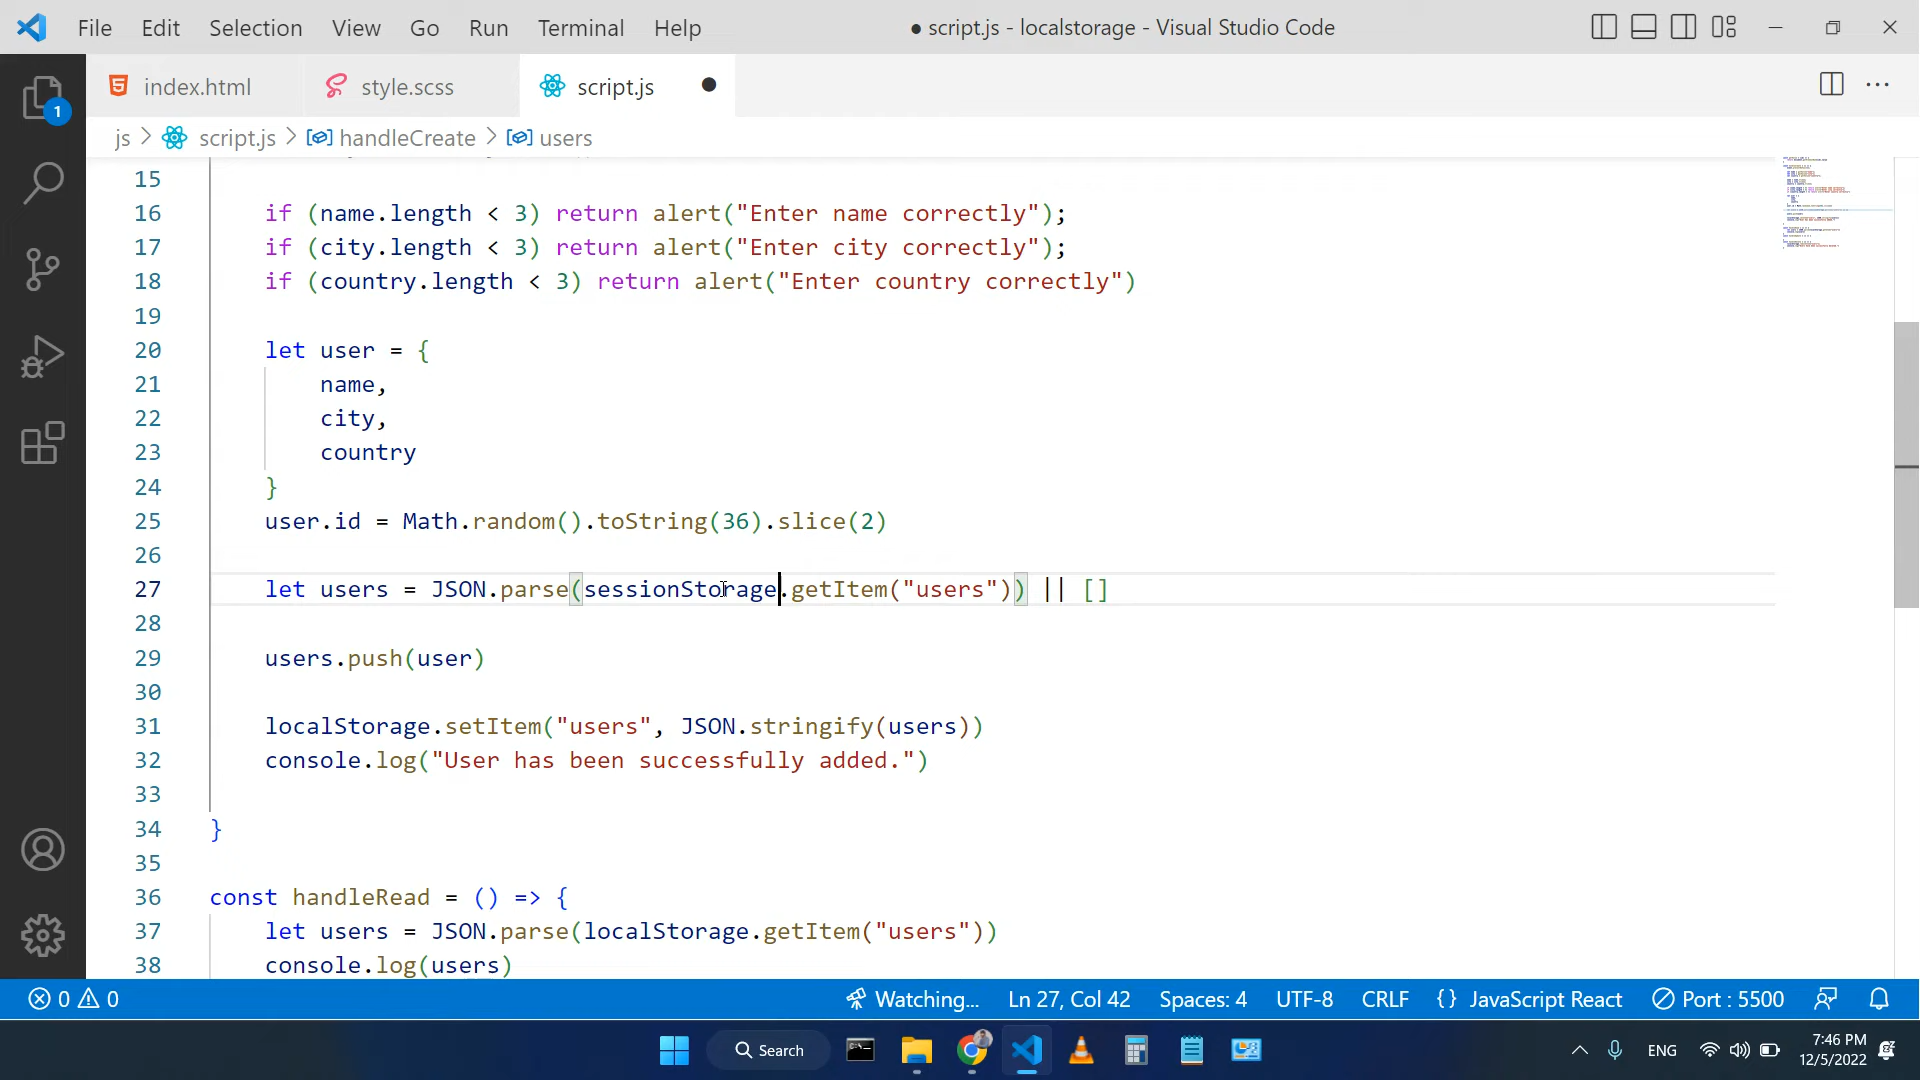 File Edit Selection View Go Run Terminal Help ● script.js - localstorage - Visual Studio Code
index.html style.scss script.js
1
js > script.js > handleCreate > users
15
16 if (name.length < 3) return alert("Enter name correctly");
17 if (city.length < 3) return alert("Enter city correctly");
18 if (country.length < 3) return alert("Enter country correctly")
19
20 let user = {
21 name,
22 city,
23 country
24 }
25 user.id = Math.random().toString(36).slice(2)
26
27 let users = JSON.parse(sessionStorage.getItem("users")) || []
28
29 users.push(user)
30
31 localStorage.setItem("users", JSON.stringify(users))
32 console.log("User has been successfully added.")
33
34 }
35
36 const handleRead = () => {
37 let users = JSON.parse(localStorage.getItem("users"))
38 console.log(users)
0 0 Watching... Ln 27, Col 42 Spaces: 4 UTF-8 CRLF {} JavaScript React Port : 5500
Search ENG 7:46 PM
12/5/2022